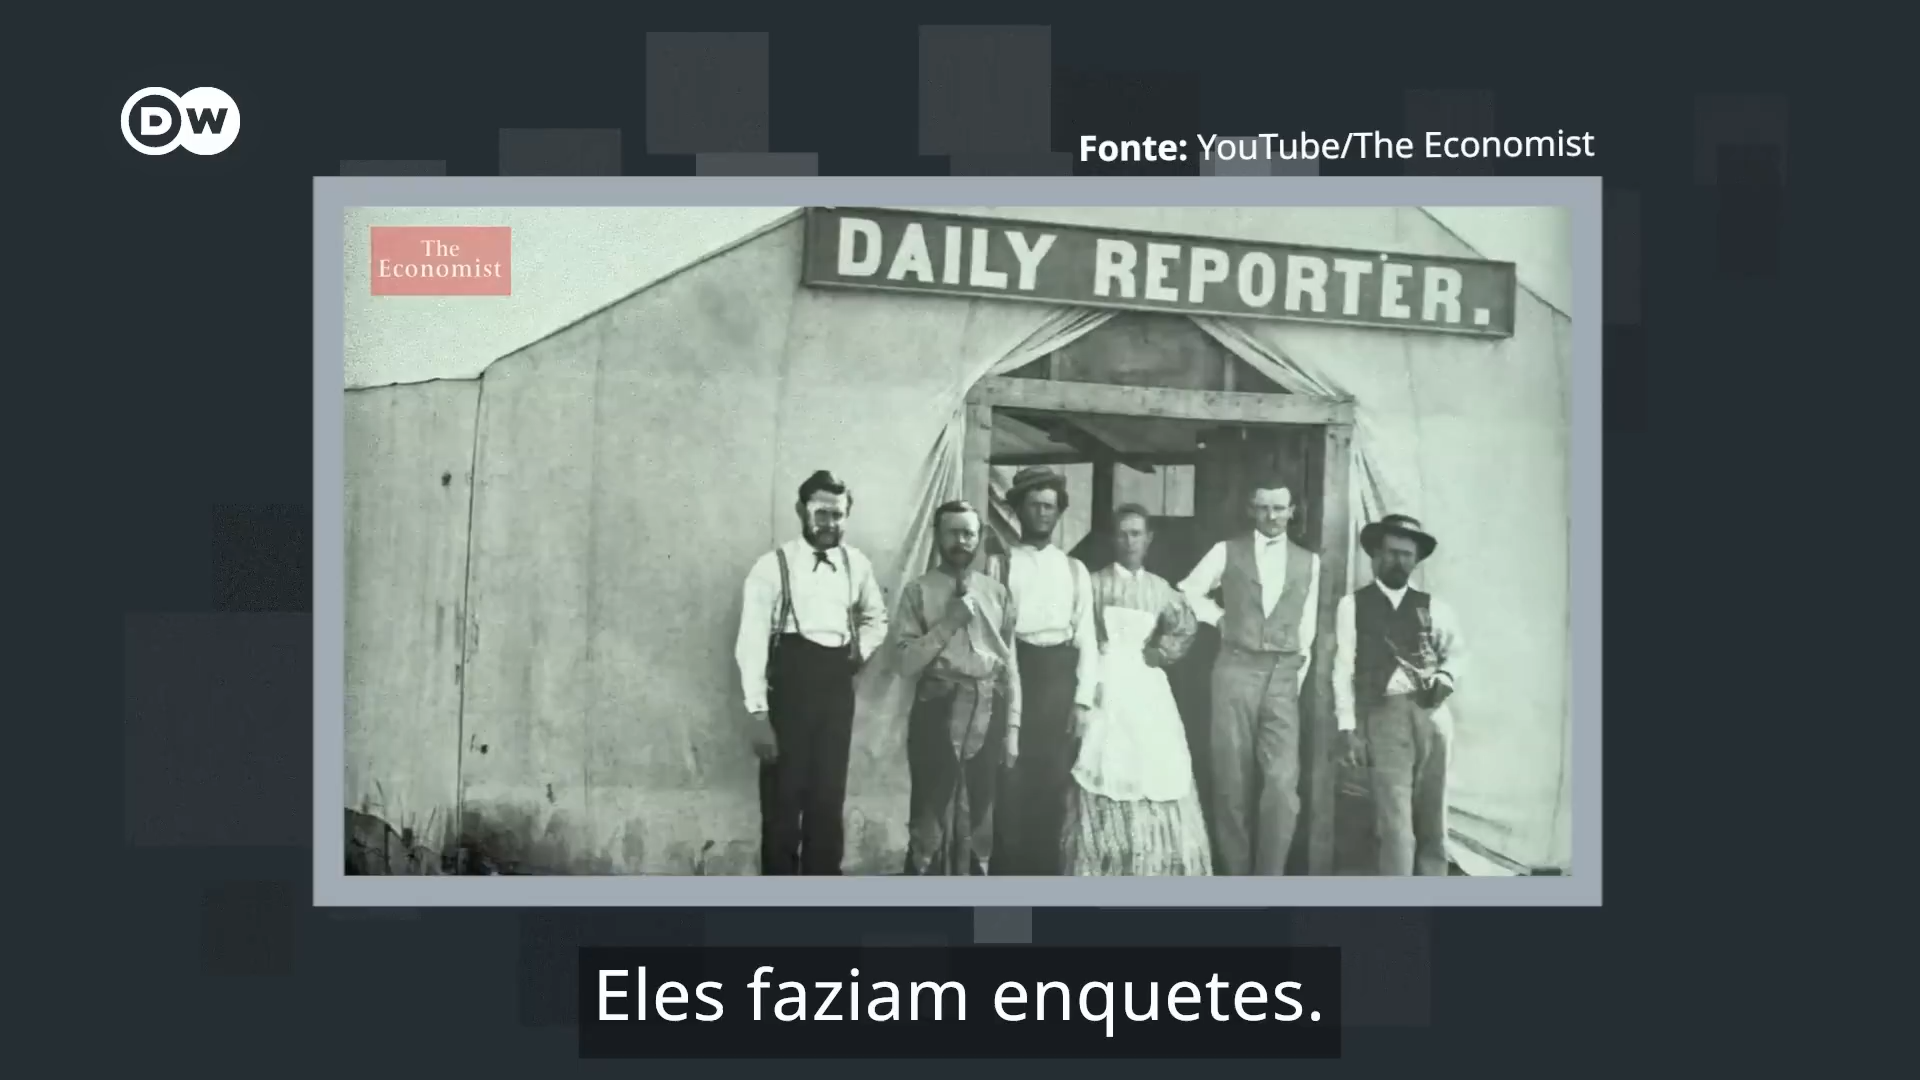 DW
Fonte: YouTube/The Economist
The
Economist
DAILY REPORTER.
Eles faziam enquetes.